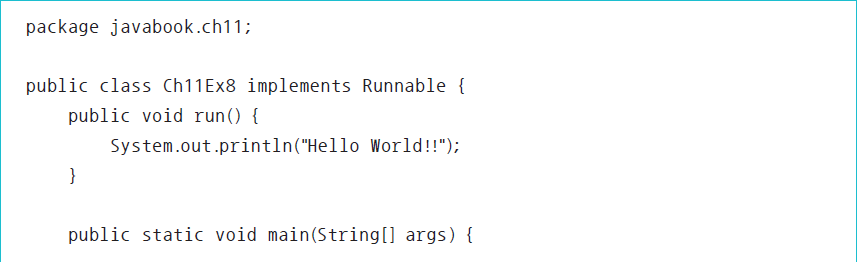 package javabook.ch11;
public class Ch11Ex8 implements Runnable {
public void run() {
System.out.println("Hello World!!");
}
public static void main(String[] args) {